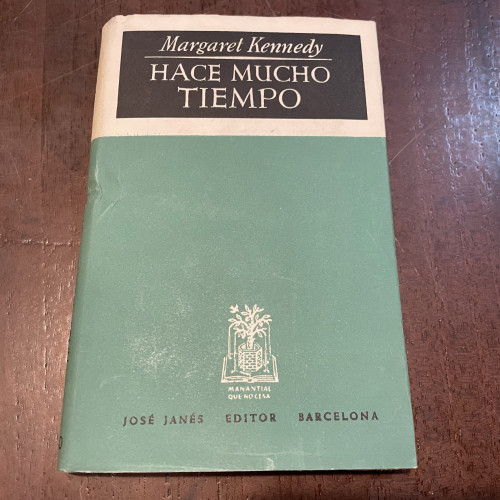 Margaret Kennedy
HACE MUCHO
TIEMPO
MANANTIAL
QUE NO CESA
JOSÉ JANÉS EDITOR BARCELONA